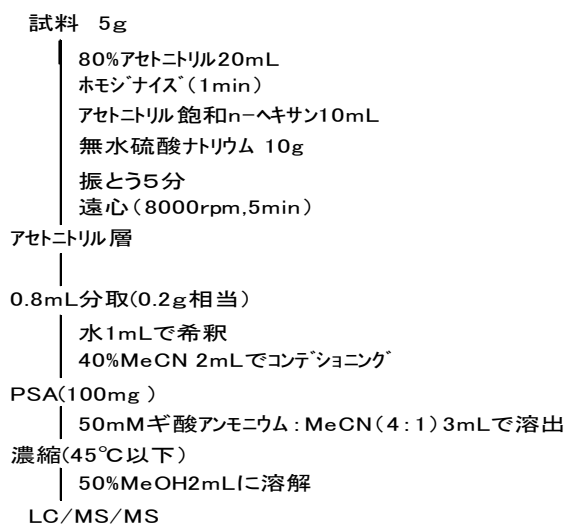 試料 5g
80%アセトニトリル20mL
ホモジナイズ(1min)
アセトニトリル飽和n-ヘキサン10mL
無水硫酸ナトリウム 10g
振とう5分
遠心(8000rpm,5min)
アセトニトリル層
0.8mL分取(0.2g相当)
水1mLで希釈
40%MeCN 2mLでコンデショニング
PSA(100mg )
50mMギ酸アンモニウム:MeCN(4:1)3mLで溶出
濃縮(45℃以下)
50%MeOH2mLに溶解
LC/MS/MS